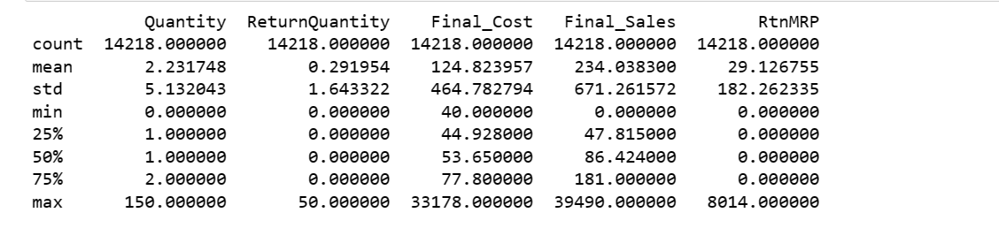 Quantity ReturnQuantity Final_Cost Final_Sales RtnMRP
count 14218.000000 14218.000000 14218.000000 14218.000000 14218.000000
mean 2.231748 0.291954 124.823957 234.038300 29.126755
std 5.132043 1.643322 464.782794 671.261572 182.262335
min 0.000000 0.000000 40.000000 0.000000 0.000000
25% 1.000000 0.000000 44.928000 47.815000 0.000000
50% 1.000000 0.000000 53.650000 86.424000 0.000000
75% 2.000000 0.000000 77.800000 181.000000 0.000000
max 150.000000 50.000000 33178.000000 39490.000000 8014.000000